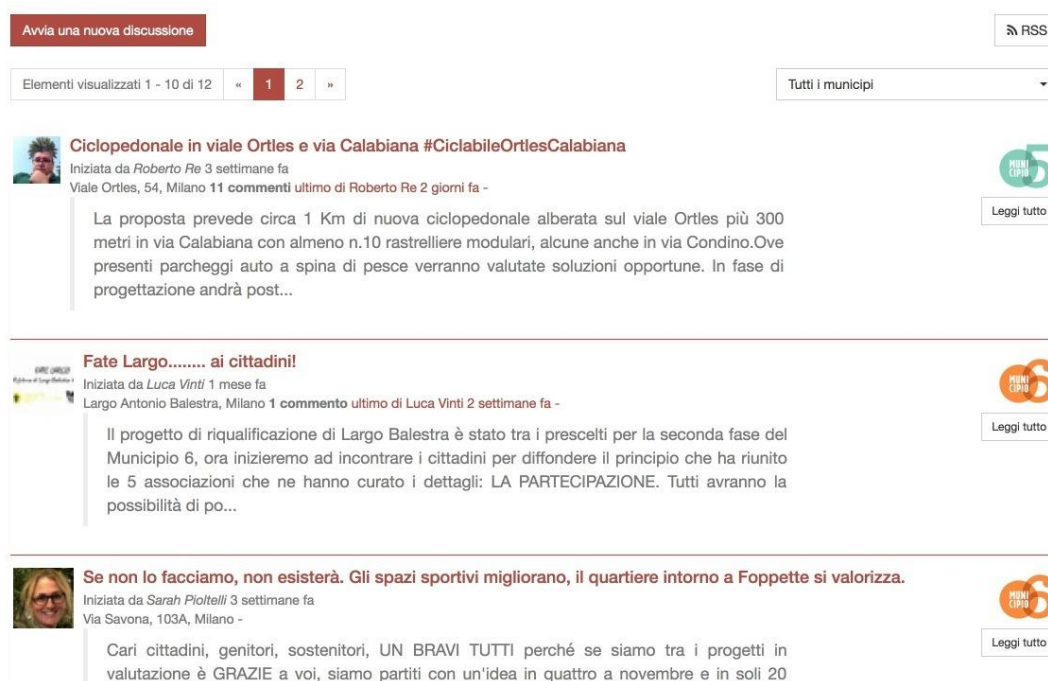 Avvia una nuova discussione
RSS
Elementi visualizzati 1 - 10 di 12 « 1 2 »
Tutti i municipi
Ciclopedonale in viale Ortles e via Calabiana #CiclabileOrtlesCalabiana
Iniziata da Roberto Re 3 settimane fa
Viale Ortles, 54, Milano 11 commenti ultimo di Roberto Re 2 giorni fa -
MUNI
CIPIO 5
Leggi tutto
La proposta prevede circa 1 Km di nuova ciclopedonale alberata sul viale Ortles più 300
metri in via Calabiana con almeno n.10 rastrelliere modulari, alcune anche in via Condino.Ove
presenti parcheggi auto a spina di pesce verranno valutate soluzioni opportune. In fase di
progettazione andrà post...
Fate Largo........ ai cittadini!
Iniziata da Luca Vinti 1 mese fa
Largo Antonio Balestra, Milano 1 commento ultimo di Luca Vinti 2 settimane fa -
MUNI
CIPIO 6
Leggi tutto
Il progetto di riqualificazione di Largo Balestra è stato tra i prescelti per la seconda fase del
Municipio 6, ora inizieremo ad incontrare i cittadini per diffondere il principio che ha riunito
le 5 associazioni che ne hanno curato i dettagli: LA PARTECIPAZIONE. Tutti avranno la
possibilità di po...
Se non lo facciamo, non esisterà. Gli spazi sportivi migliorano, il quartiere intorno a Foppette si valorizza.
Iniziata da Sarah Pioltelli 3 settimane fa
Via Savona, 103A, Milano -
MUNI
CIPIO 6
Leggi tutto
Cari cittadini, genitori, sostenitori, UN BRAVI TUTTI perché se siamo tra i progetti in
valutazione è GRAZIE a voi, siamo partiti con un'idea in quattro a novembre e in soli 20